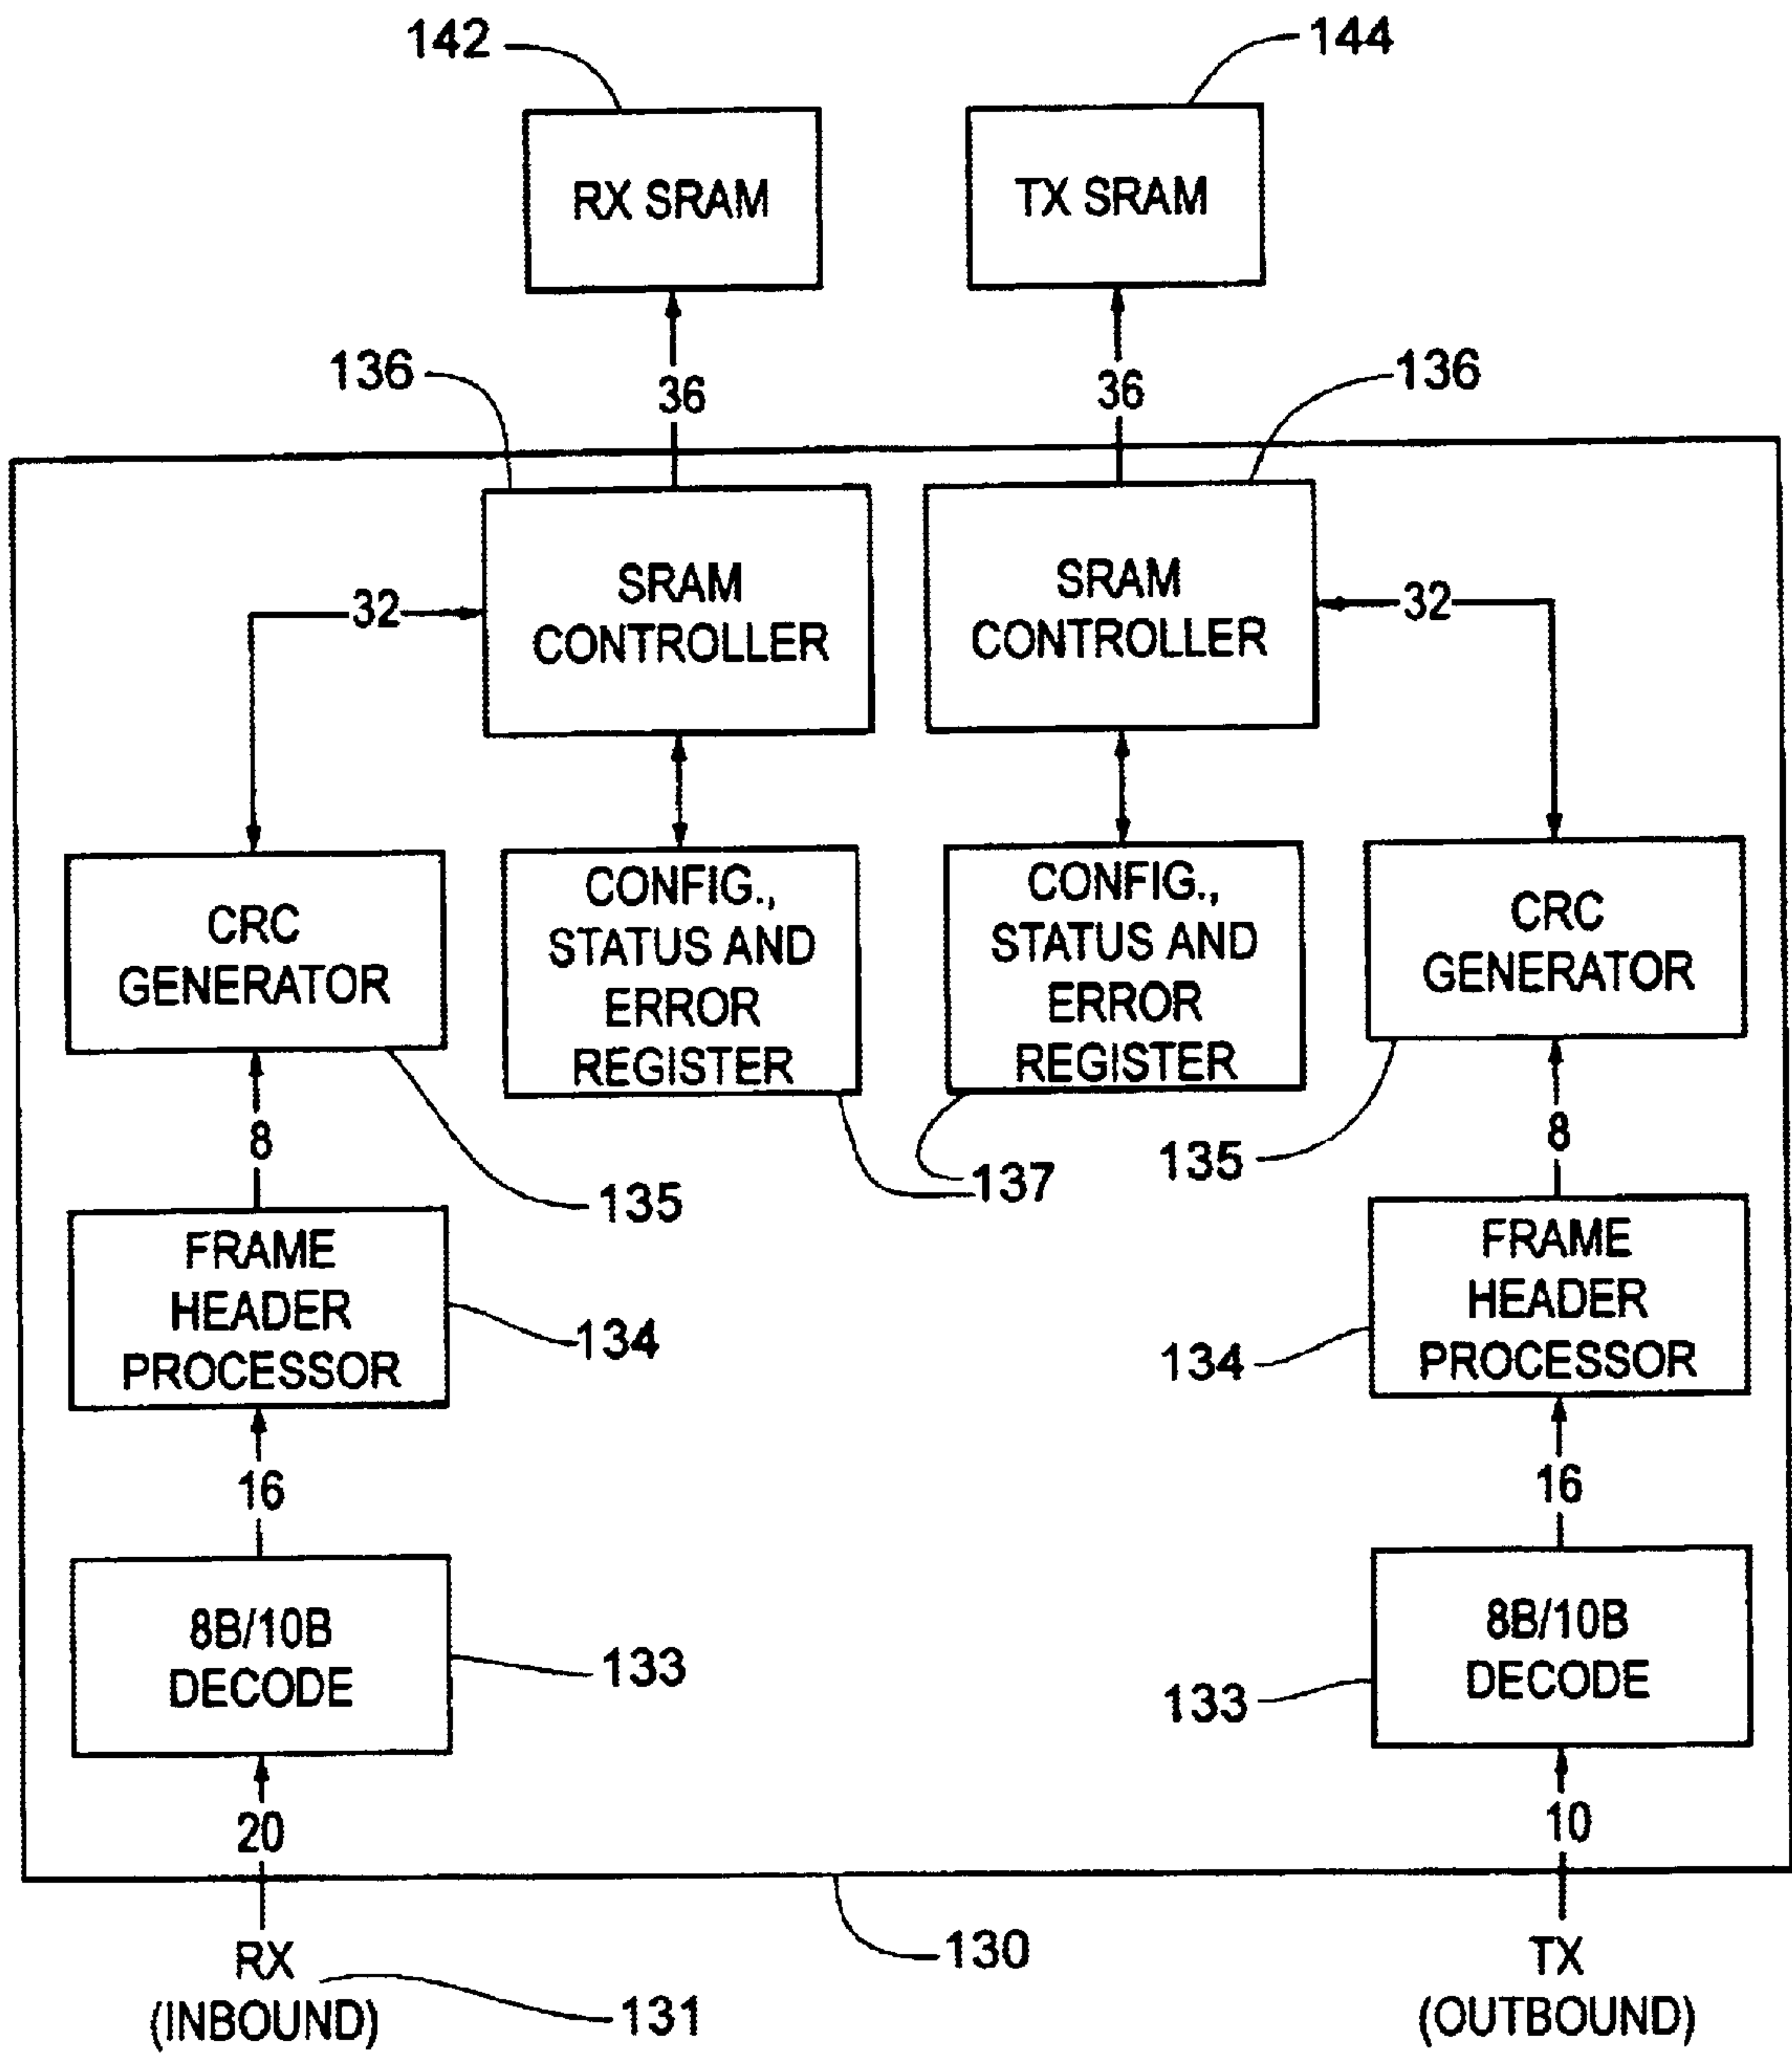 142
144
RX SRAM
TX SRAM
136
36
36
136
SRAM
CONTROLLER
SRAM
CONTROLLER
32
32
CRC
GENERATOR
CONFIG.,
STATUS AND
ERROR
REGISTER
CONFIG.,
STATUS AND
ERROR
REGISTER
CRC
GENERATOR
8
135
137
135
8
FRAME
HEADER
PROCESSOR
134
134
FRAME
HEADER
PROCESSOR
16
16
8B/10B
DECODE
133
133
8B/10B
DECODE
20
10
RX
(INBOUND)
131
130
TX
(OUTBOUND)